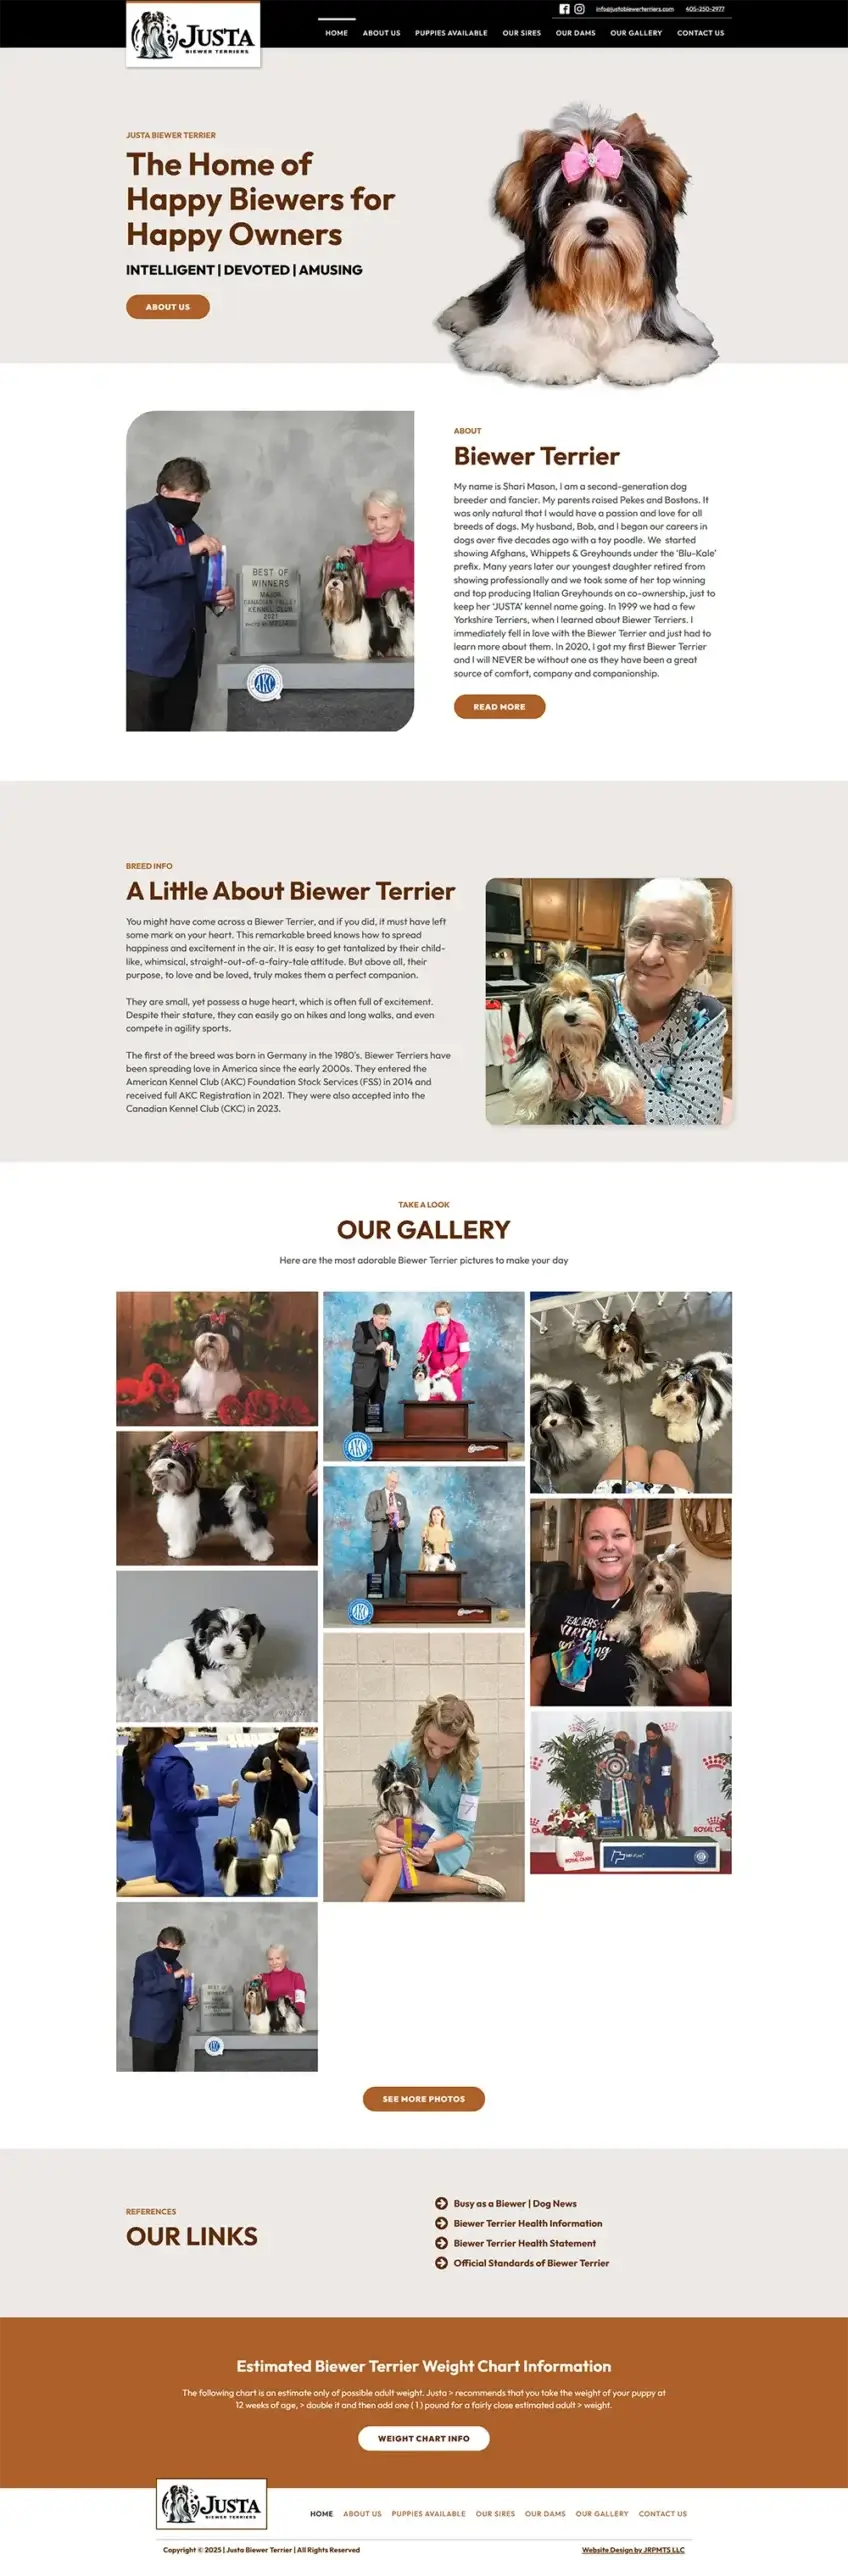 JUSTA
BIEWER TERRIERS
info@justabiewerterriers.com 405-250-2977
HOME ABOUT US PUPPIES AVAILABLE OUR SIRES OUR DAMS OUR GALLERY CONTACT US
JUSTA BIEWER TERRIER
The Home of
Happy Biewers for
Happy Owners
INTELLIGENT | DEVOTED | AMUSING
ABOUT US
BEST OF
WINNERS
MAJOR
CANADIAN VALLEY
KENNEL CLUB
2021
AKC
ABOUT
Biewer Terrier
My name is Shari Mason, I am a second-generation dog
breeder and fancier. My parents raised Pekes and Bostons. It
was only natural that I would have a passion and love for all
breeds of dogs. My husband, Bob, and I began our careers in
dogs over five decades ago with a toy poodle. We started
showing Afghans, Whippets & Greyhounds under the ‘Blu-Kale’
prefix. Many years later our youngest daughter retired from
showing professionally and we took some of her top winning
and top producing Italian Greyhounds on co-ownership, just to
keep her ‘JUSTA’ kennel name going. In 1999 we had a few
Yorkshire Terriers, when I learned about Biewer Terriers. I
immediately fell in love with the Biewer Terrier and just had to
learn more about them. In 2020, I got my first Biewer Terrier
and I will NEVER be without one as they have been a great
source of comfort, company and companionship.
READ MORE
BREED INFO
A Little About Biewer Terrier
You might have come across a Biewer Terrier, and if you did, it must have left
some mark on your heart. This remarkable breed knows how to spread
happiness and excitement in the air. It is easy to get tantalized by their child-
like, whimsical, straight-out-of-a-fairy-tale attitude. But above all, their
purpose, to love and be loved, truly makes them a perfect companion.
They are small, yet possess a huge heart, which is often full of excitement.
Despite their stature, they can easily go on hikes and long walks, and even
compete in agility sports.
The first of the breed was born in Germany in the 1980's. Biewer Terriers have
been spreading love in America since the early 2000s. They entered the
American Kennel Club (AKC) Foundation Stock Services (FSS) in 2014 and
received full AKC Registration in 2021. They were also accepted into the
Canadian Kennel Club (CKC) in 2023.
TAKE A LOOK
OUR GALLERY
Here are the most adorable Biewer Terrier pictures to make your day
AKC
AKC
TEACHERS
VIRTUALLY
7
ROYAL CANIN
ROYAL CANIN
BEST OF
WINNERS
SEE MORE PHOTOS
REFERENCES
OUR LINKS
Busy as a Biewer | Dog News
Biewer Terrier Health Information
Biewer Terrier Health Statement
Official Standards of Biewer Terrier
Estimated Biewer Terrier Weight Chart Information
The following chart is an estimate only of possible adult weight. Justa > recommends that you take the weight of your puppy at
12 weeks of age, > double it and then add one ( 1 ) pound for a fairly close estimated adult > weight.
WEIGHT CHART INFO
JUSTA
BIEWER TERRIERS
HOME ABOUT US PUPPIES AVAILABLE OUR SIRES OUR DAMS OUR GALLERY CONTACT US
Copyright © 2025 | Justa Biewer Terrier | All Rights Reserved
Website Design by JRPMTS LLC